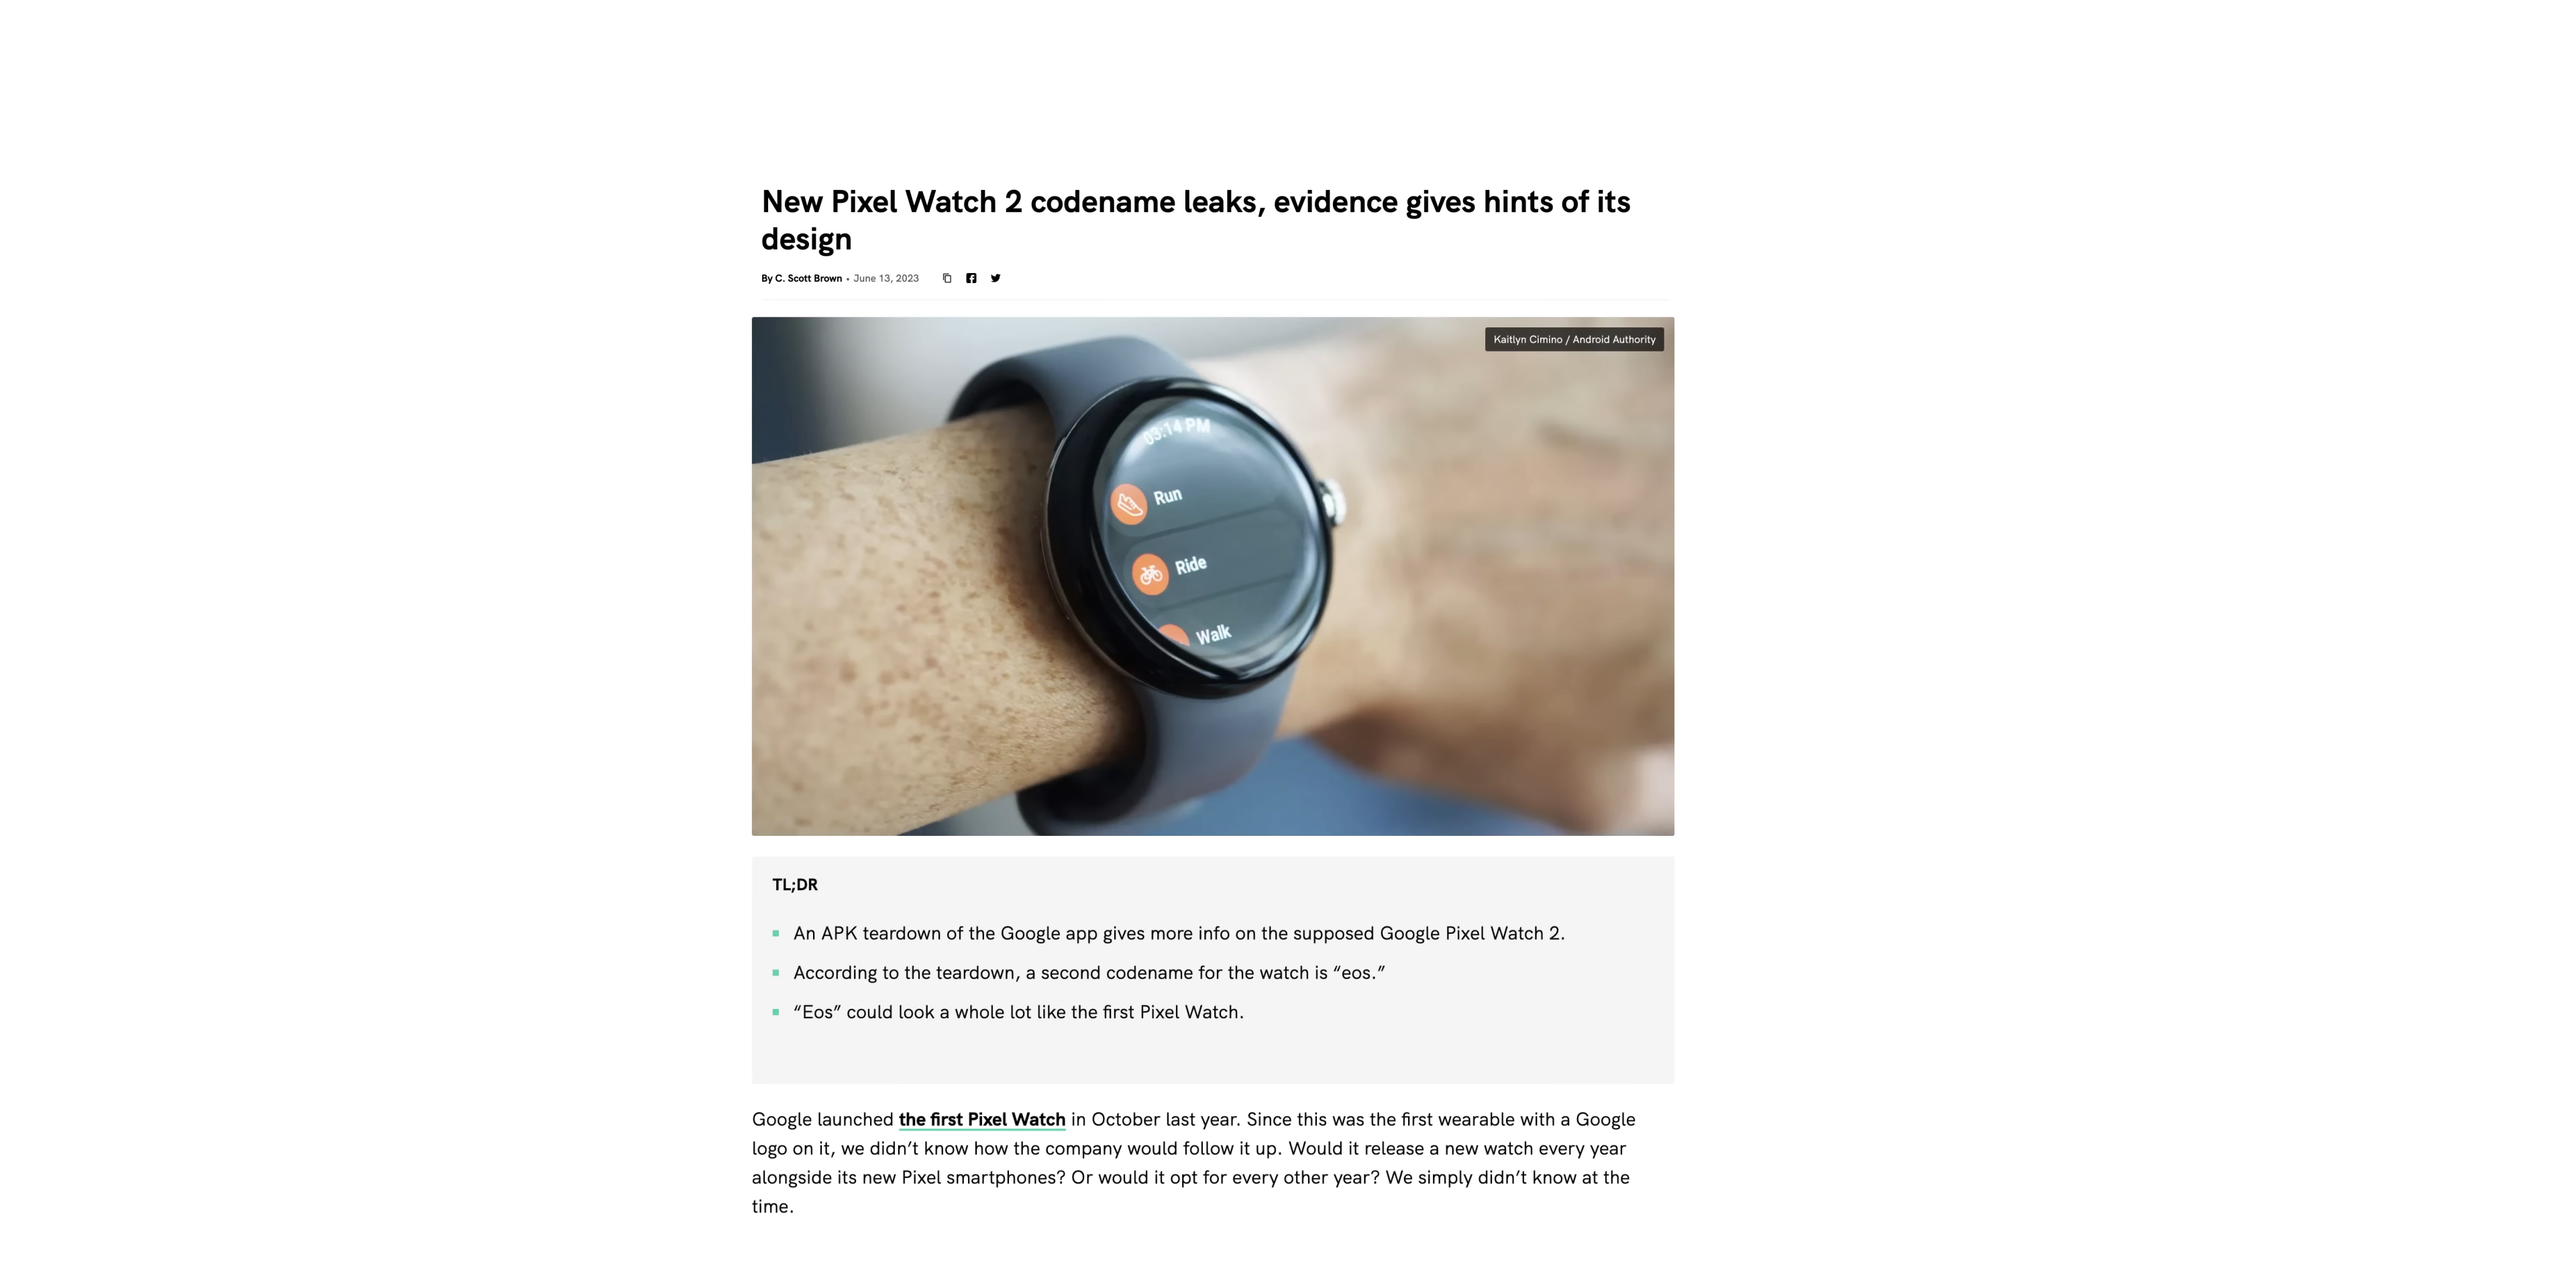 New Pixel Watch 2 codename leaks, evidence gives hints of its
design
By C. Scott Brown • June 13, 2023
Kaitlyn Cimino / Android Authority
03:14 PM
Run
Ride
Walk
TL;DR
An APK teardown of the Google app gives more info on the supposed Google Pixel Watch 2.
According to the teardown, a second codename for the watch is “eos.”
“Eos” could look a whole lot like the first Pixel Watch.
Google launched the first Pixel Watch in October last year. Since this was the first wearable with a Google
logo on it, we didn’t know how the company would follow it up. Would it release a new watch every year
alongside its new Pixel smartphones? Or would it opt for every other year? We simply didn’t know at the
time.